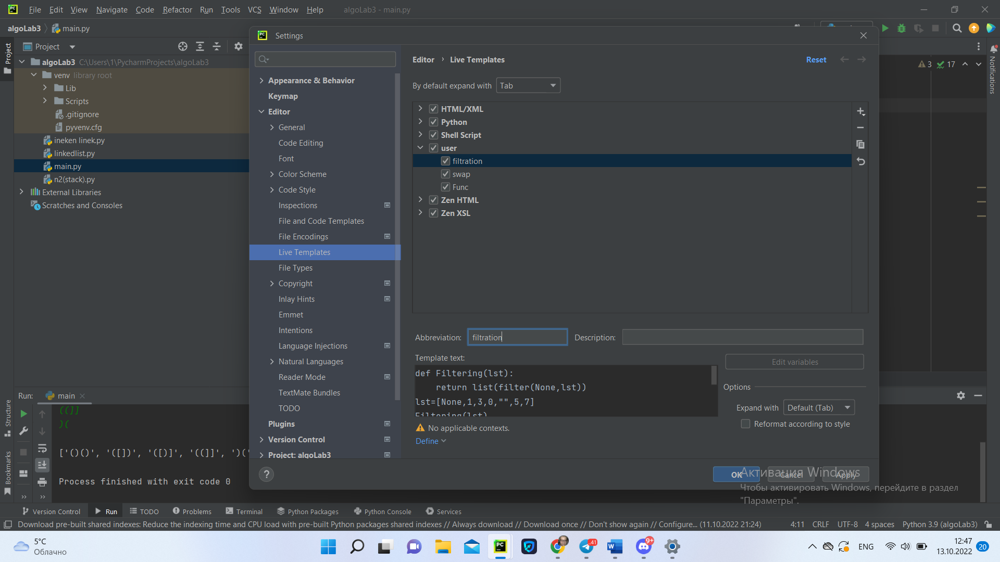 File Edit View Navigate Code Refactor Run Tools VCS Window Help algoLab3 - main.py
algoLab3 main.py
Settings
Project
algoLab3 C:\Users\1\PycharmProjects\algoLab3
venv library root
Lib
Scripts
.gitignore
pyvenv.cfg
ineken linek.py
linkedlist.py
main.py
n2(stack).py
External Libraries
Scratches and Consoles
Project
Structure
Bookmarks
Appearance & Behavior
Keymap
Editor
General
Code Editing
Font
Color Scheme
Code Style
Inspections
File and Code Templates
File Encodings
Live Templates
File Types
Copyright
Inlay Hints
Emmet
Intentions
Language Injections
Natural Languages
Reader Mode
TextMate Bundles
TODO
Plugins
Version Control
Project: algoLab3
Editor › Live Templates
Reset
By default expand with Tab
HTML/XML
Python
Shell Script
user
filtration
swap
Func
Zen HTML
Zen XSL
Abbreviation: filtration Description:
Template text:
def Filtering(lst):
    return list(filter(None,lst))
lst=[None,1,3,0,"",5,7]
Filtering(lst)
No applicable contexts.
Define
Edit variables
Options
Expand with Default (Tab)
Reformat according to style
?
OK Cancel Apply
3 17
Notifications
Run: main
((]]
)(
['()()', '([])', '([)]', '((]]', ')('
Process finished with exit code 0
Активация Windows
Чтобы активировать Windows, перейдите в раздел
"Параметры".
Version Control Run TODO Problems Terminal Python Packages Python Console Services
Download pre-built shared indexes: Reduce the indexing time and CPU load with pre-built Python packages shared indexes // Always download // Download once // Don't show again // Configure... (11.10.2022 21:24) 4:11 CRLF UTF-8 4 spaces Python 3.9 (algoLab3)
5°C
Облачно
PC
W
41
9+
ENG
12:47
13.10.2022
20